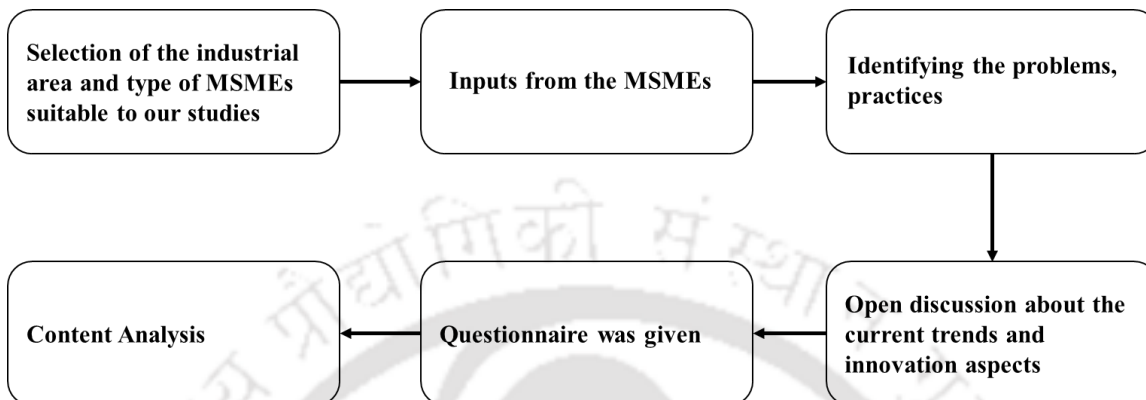 Selection of the industrial
area and type of MSMEs
suitable to our studies
Inputs from the MSMEs
Identifying the problems,
practices
Open discussion about the
current trends and
innovation aspects
Questionnaire was given
Content Analysis
प्रौद्योगिकी संस्थान